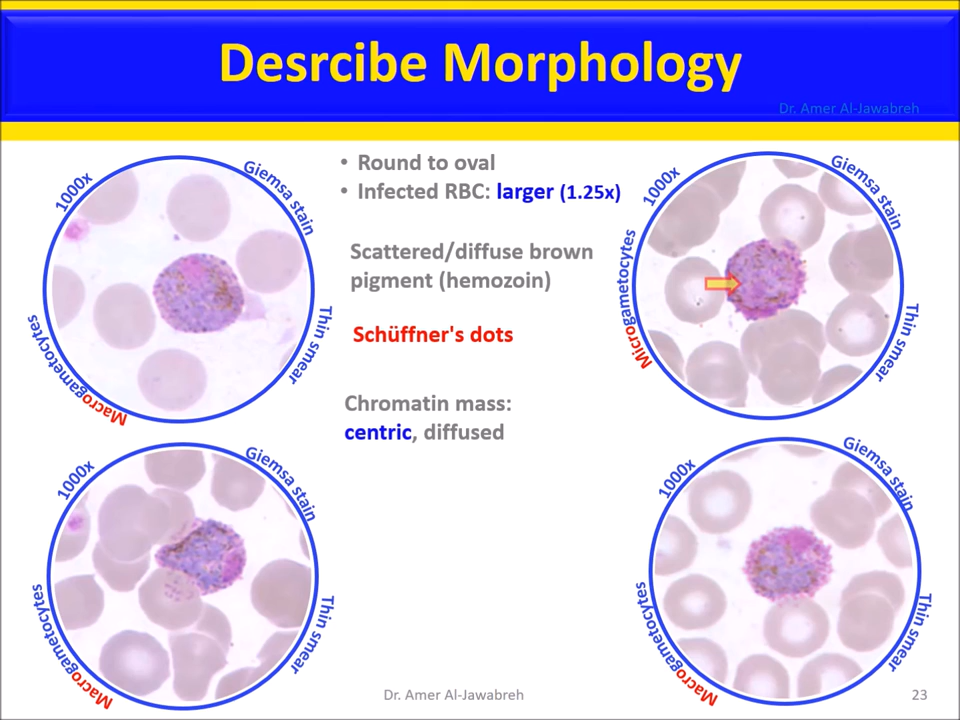 Desrcibe Morphology
Dr. Amer Al-Jawabreh
• Round to oval
• Infected RBC: larger (1.25x)
Scattered/diffuse brown
pigment (hemozoin)
Schüffner's dots
Chromatin mass:
centric, diffused
1000x
Giemsa stain
Thin smear
Macrogametocytes
1000x
Giemsa stain
Thin smear
Microgametocytes
1000x
Giemsa stain
Thin smear
Macrogametocytes
1000x
Giemsa stain
Thin smear
Macrogametocytes
Dr. Amer Al-Jawabreh
23